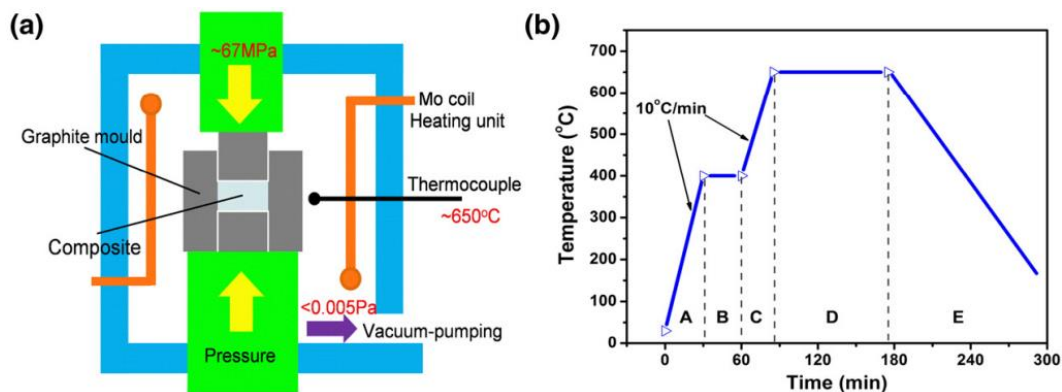 (a)
~67MPa
Mo coil
Heating unit
Graphite mould
Thermocouple
~650°C
Composite
<0.005Pa
Vacuum-pumping
Pressure
(b)
Temperature (°C)
700
600
500
400
300
200
100
0
10°C/min
A B C D E
0 60 120 180 240 300
Time (min)